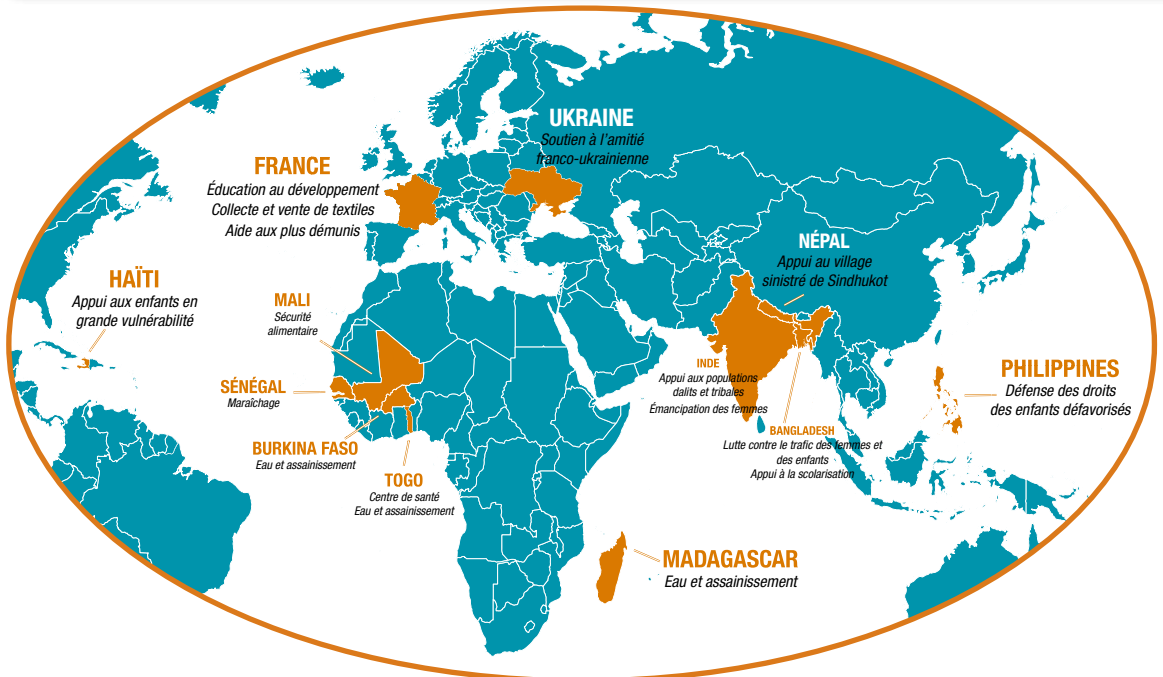 UKRAINE
Soutien à l'amitié
franco-ukrainienne
FRANCE
Éducation au développement
Collecte et vente de textiles
Aide aux plus démunis
NÉPAL
Appui au village
sinistré de Sindhukot
HAÏTI
Appui aux enfants en
grande vulnérabilité
MALI
Sécurité
alimentaire
SÉNÉGAL
Maraîchage
BURKINA FASO
Eau et assainissement
TOGO
Centre de santé
Eau et assainissement
INDE
Appui aux populations
dalits et tribales
Émancipation des femmes
BANGLADESH
Lutte contre le trafic des femmes et
des enfants
Appui à la scolarisation
PHILIPPINES
Défense des droits
des enfants défavorisés
MADAGASCAR
Eau et assainissement